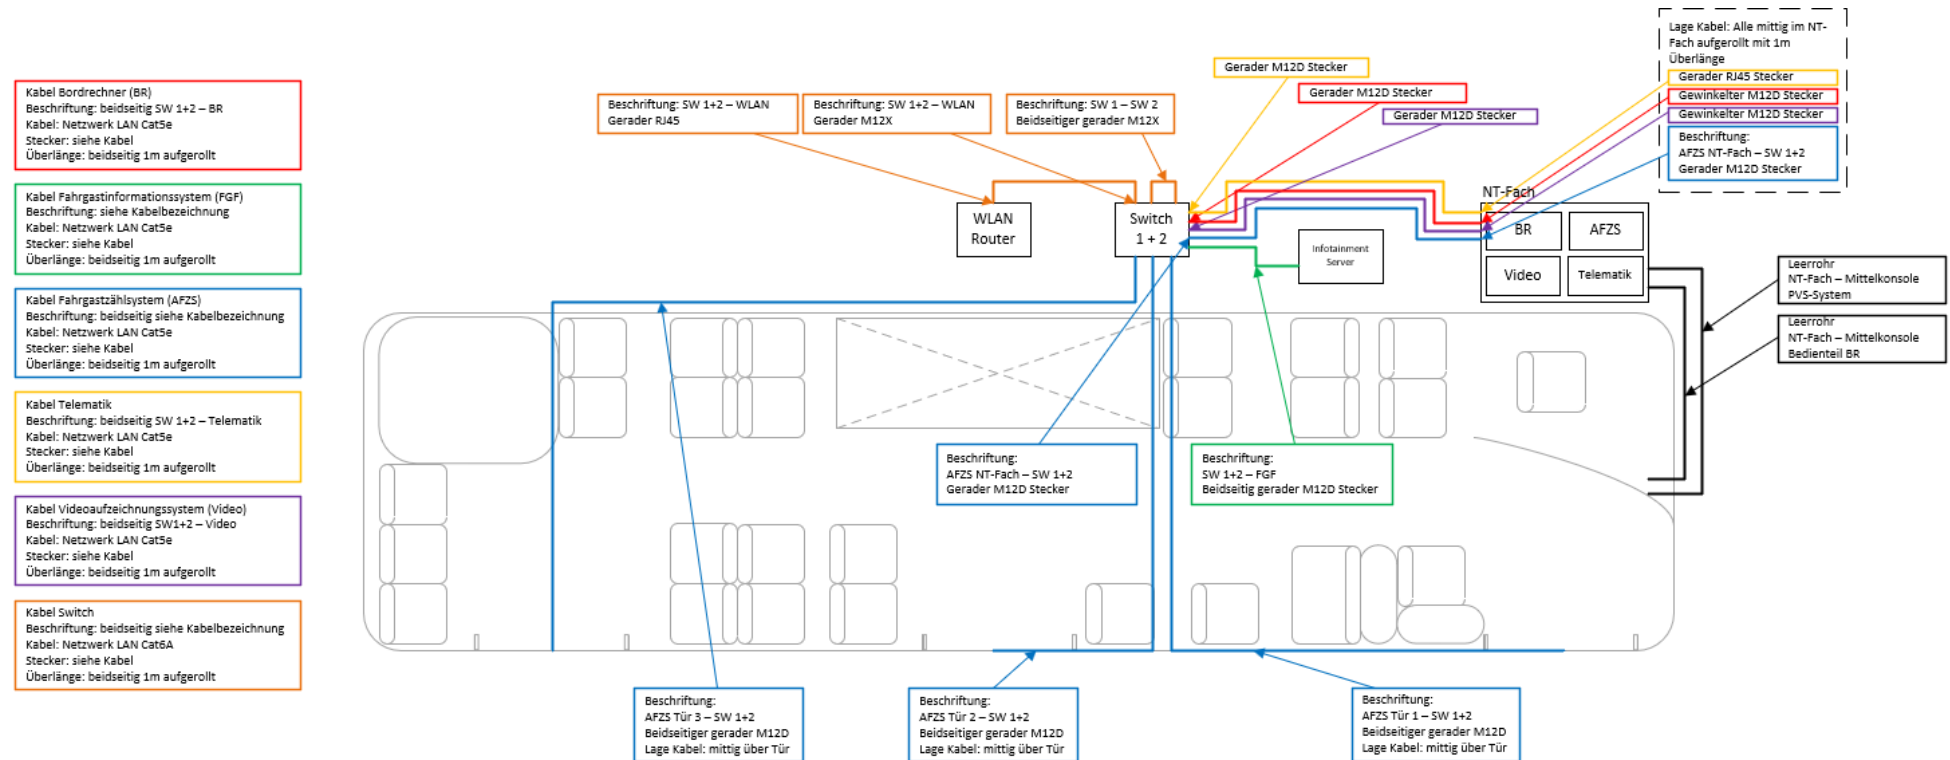 Kabel Bordrechner (BR)
Beschriftung: beidseitig SW 1+2 – BR
Kabel: Netzwerk LAN Cat5e
Stecker: siehe Kabel
Überlänge: beidseitig 1m aufgerollt
Kabel Fahrgastinformationssystem (FGF)
Beschriftung: siehe Kabelbezeichnung
Kabel: Netzwerk LAN Cat5e
Stecker: siehe Kabel
Überlänge: beidseitig 1m aufgerollt
Kabel Fahrgastzählsystem (AFZS)
Beschriftung: beidseitig siehe Kabelbezeichnung
Kabel: Netzwerk LAN Cat5e
Stecker: siehe Kabel
Überlänge: beidseitig 1m aufgerollt
Kabel Telematik
Beschriftung: beidseitig SW 1+2 – Telematik
Kabel: Netzwerk LAN Cat5e
Stecker: siehe Kabel
Überlänge: beidseitig 1m aufgerollt
Kabel Videoaufzeichnungssystem (Video)
Beschriftung: beidseitig SW1+2 – Video
Kabel: Netzwerk LAN Cat5e
Stecker: siehe Kabel
Überlänge: beidseitig 1m aufgerollt
Kabel Switch
Beschriftung: beidseitig siehe Kabelbezeichnung
Kabel: Netzwerk LAN Cat6A
Stecker: siehe Kabel
Überlänge: beidseitig 1m aufgerollt
Beschriftung: SW 1+2 – WLAN
Gerader RJ45
Beschriftung: SW 1+2 – WLAN
Gerader M12X
Beschriftung: SW 1 – SW 2
Beidseitiger gerader M12X
Gerader M12D Stecker
Gerader M12D Stecker
Gerader M12D Stecker
Lage Kabel: Alle mittig im NT-
Fach aufgerollt mit 1m
Überlänge
Gerader RJ45 Stecker
Gewinkelter M12D Stecker
Gewinkelter M12D Stecker
Beschriftung:
AFZS NT-Fach – SW 1+2
Gerader M12D Stecker
WLAN
Router
Switch
1 + 2
Infotainment
Server
NT-Fach
BR
AFZS
Video
Telematik
Leerrohr
NT-Fach – Mittelkonsole
PVS-System
Leerrohr
NT-Fach – Mittelkonsole
Bedienteil BR
Beschriftung:
AFZS NT-Fach – SW 1+2
Gerader M12D Stecker
Beschriftung:
SW 1+2 – FGF
Beidseitig gerader M12D Stecker
Beschriftung:
AFZS Tür 3 – SW 1+2
Beidseitiger gerader M12D
Lage Kabel: mittig über Tür
Beschriftung:
AFZS Tür 2 – SW 1+2
Beidseitiger gerader M12D
Lage Kabel: mittig über Tür
Beschriftung:
AFZS Tür 1 – SW 1+2
Beidseitiger gerader M12D
Lage Kabel: mittig über Tür